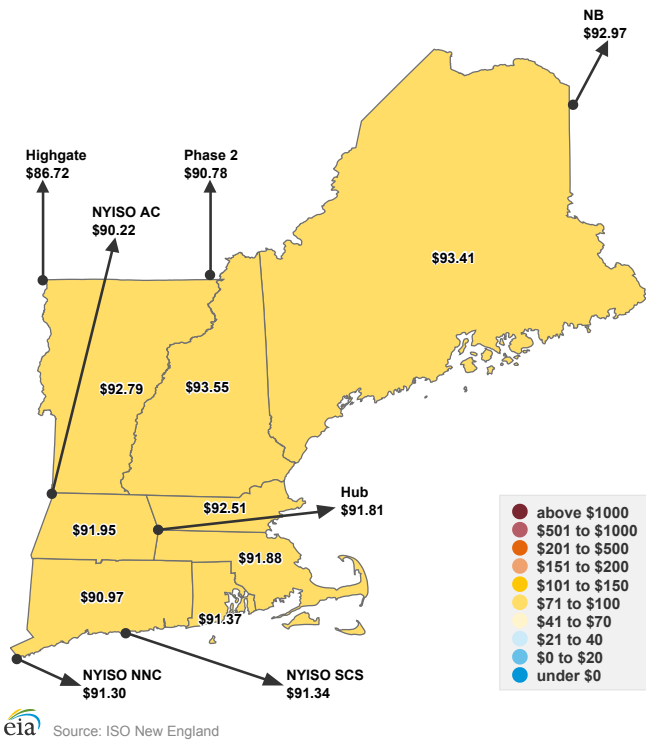 NB
$92.97
Highgate
$86.72
Phase 2
$90.78
NYISO AC
$90.22
$93.41
$92.79
$93.55
Hub
$91.81
$92.51
$91.95
$91.88
$90.97
$91.37
NYISO NNC
$91.30
NYISO SCS
$91.34
above $1000
$501 to $1000
$201 to $500
$151 to $200
$101 to $150
$71 to $100
$41 to $70
$21 to 40
$0 to $20
under $0
eia
Source: ISO New England